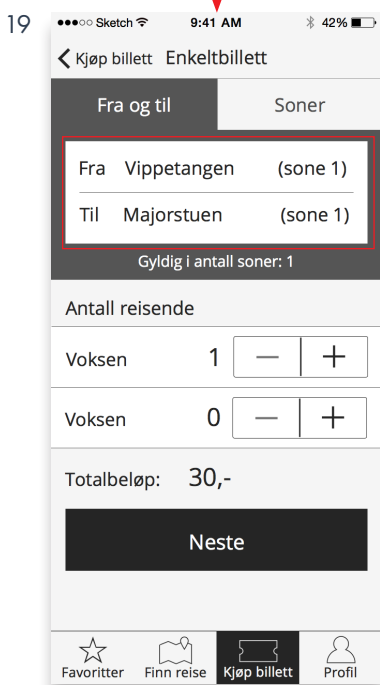 19
Sketch 9:41 AM 42%
Kjøp billett Enkeltbillett
Fra og til Soner
Fra Vippetangen (sone 1)
Til Majorstuen (sone 1)
Gyldig i antall soner: 1
Antall reisende
Voksen 1 — +
Voksen 0 — +
Totalbeløp: 30,-
Neste
Favoritter Finn reise Kjøp billett Profil